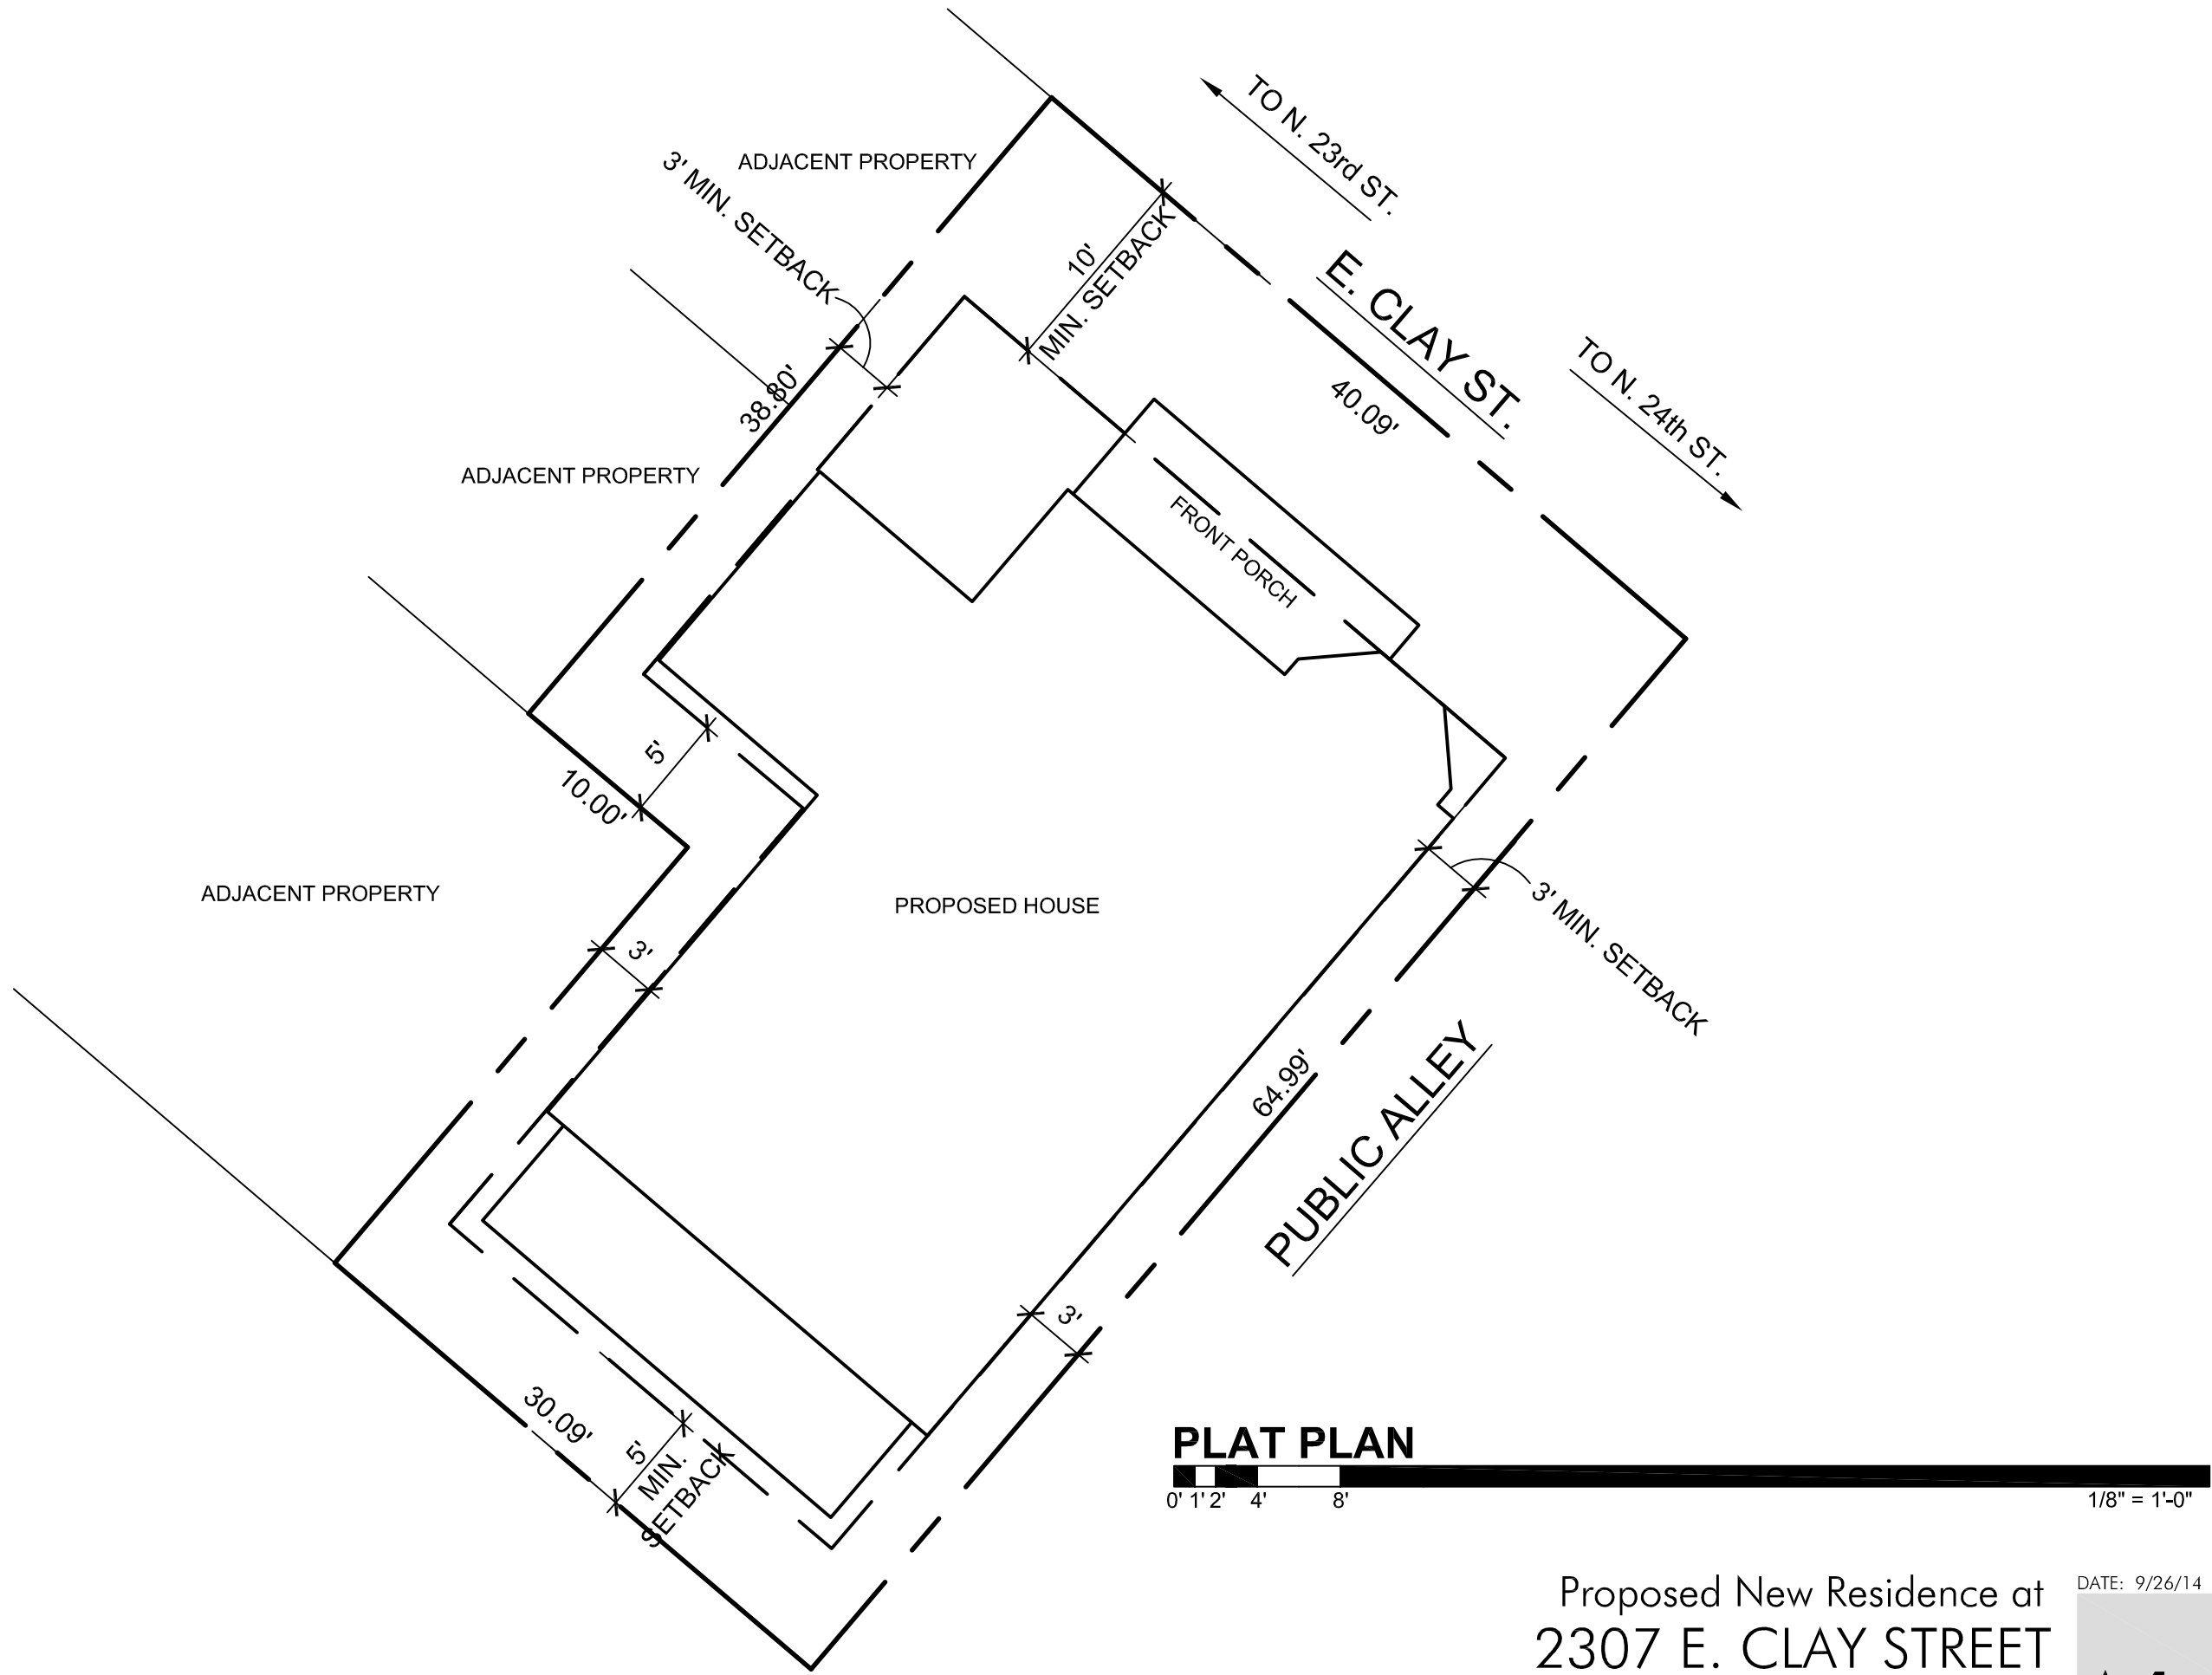 TO N. 23rd ST.
ADJACENT PROPERTY
3' MIN. SETBACK
10'
MIN. SETBACK
E. CLAY ST.
40.09'
TO N. 24th ST.
38.80'
ADJACENT PROPERTY
FRONT PORCH
5'
10.00'
ADJACENT PROPERTY
PROPOSED HOUSE
3'
3' MIN. SETBACK
64.99'
PUBLIC ALLEY
3'
30.09'
5'
MIN.
SETBACK
PLAT PLAN
0' 1' 2' 4' 8'
1/8" = 1'-0"
Proposed New Residence at
DATE: 9/26/14
2307 E. CLAY STREET